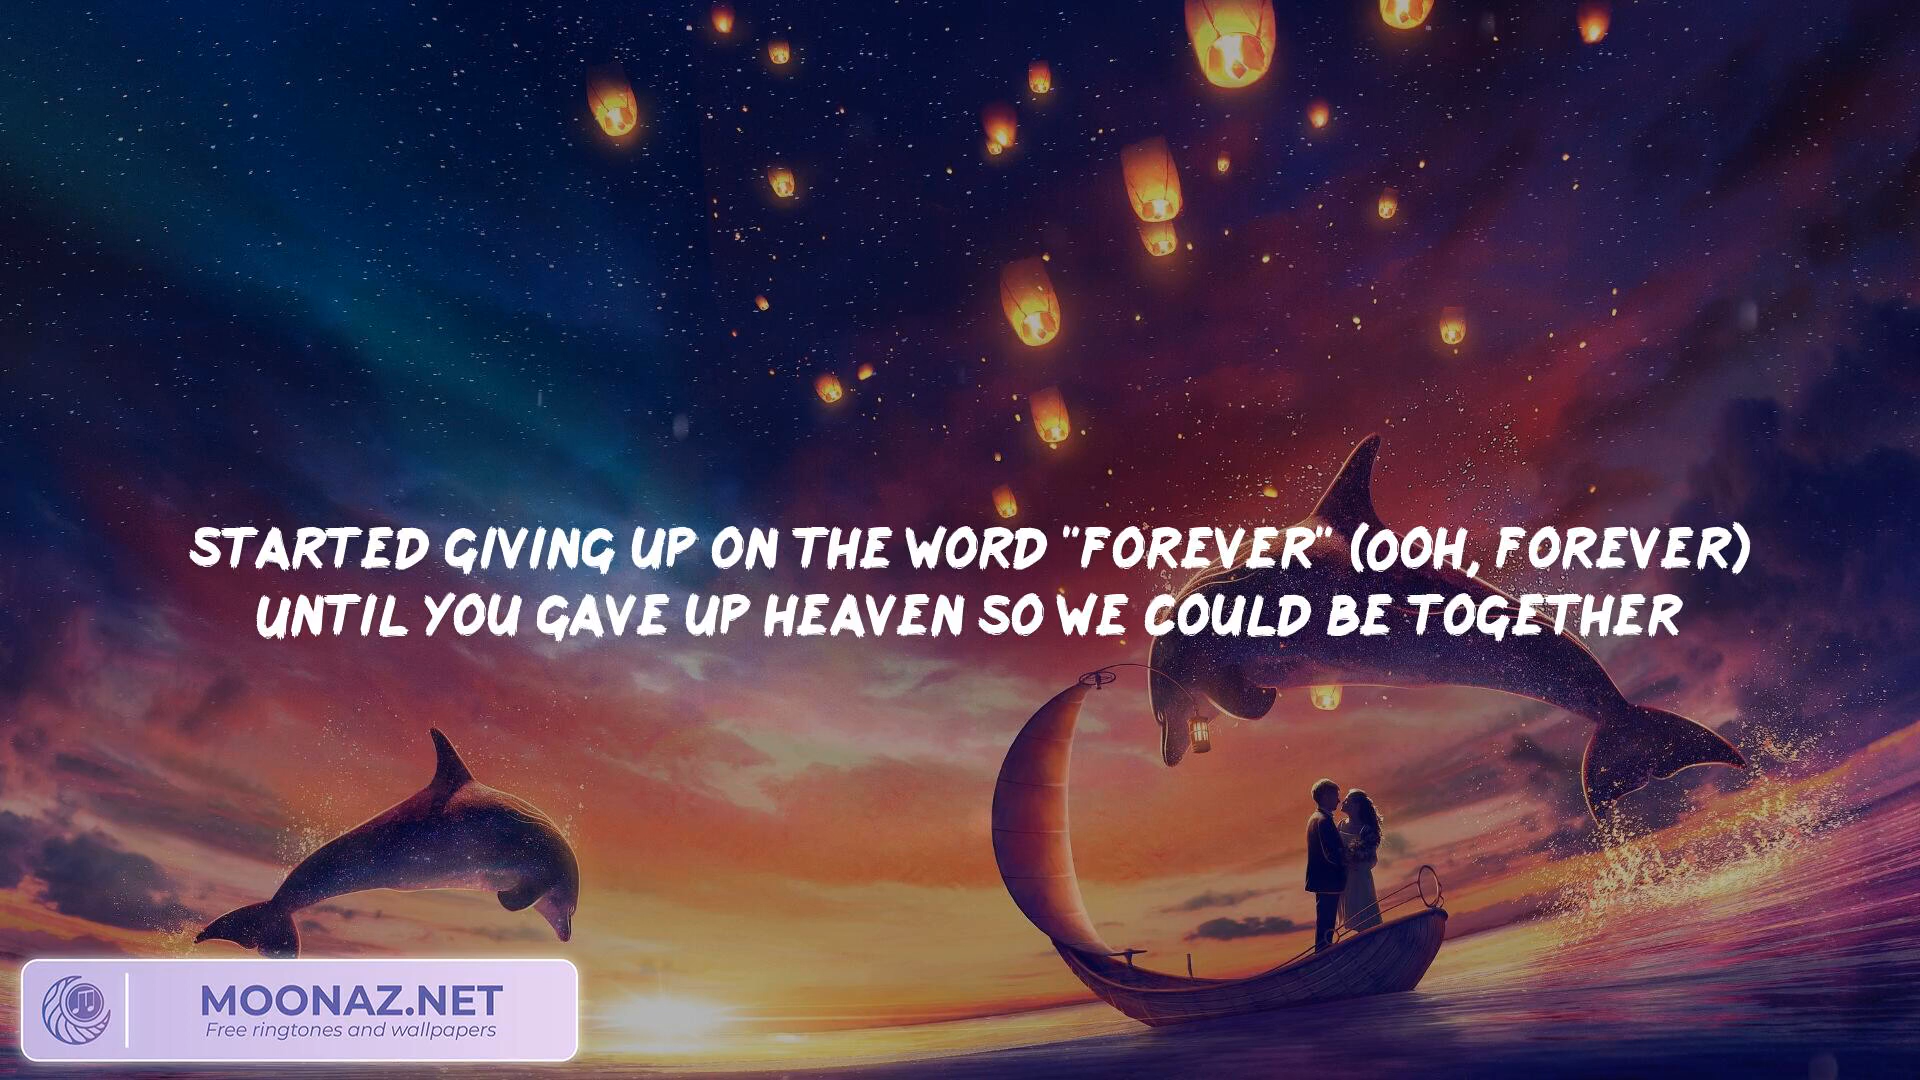 STARTED GIVING UP ON THE WORD "FOREVER" (OOH, FOREVER)
UNTIL YOU GAVE UP HEAVEN SO WE COULD BE TOGETHER
MOONAZ.NET
Free ringtones and wallpapers